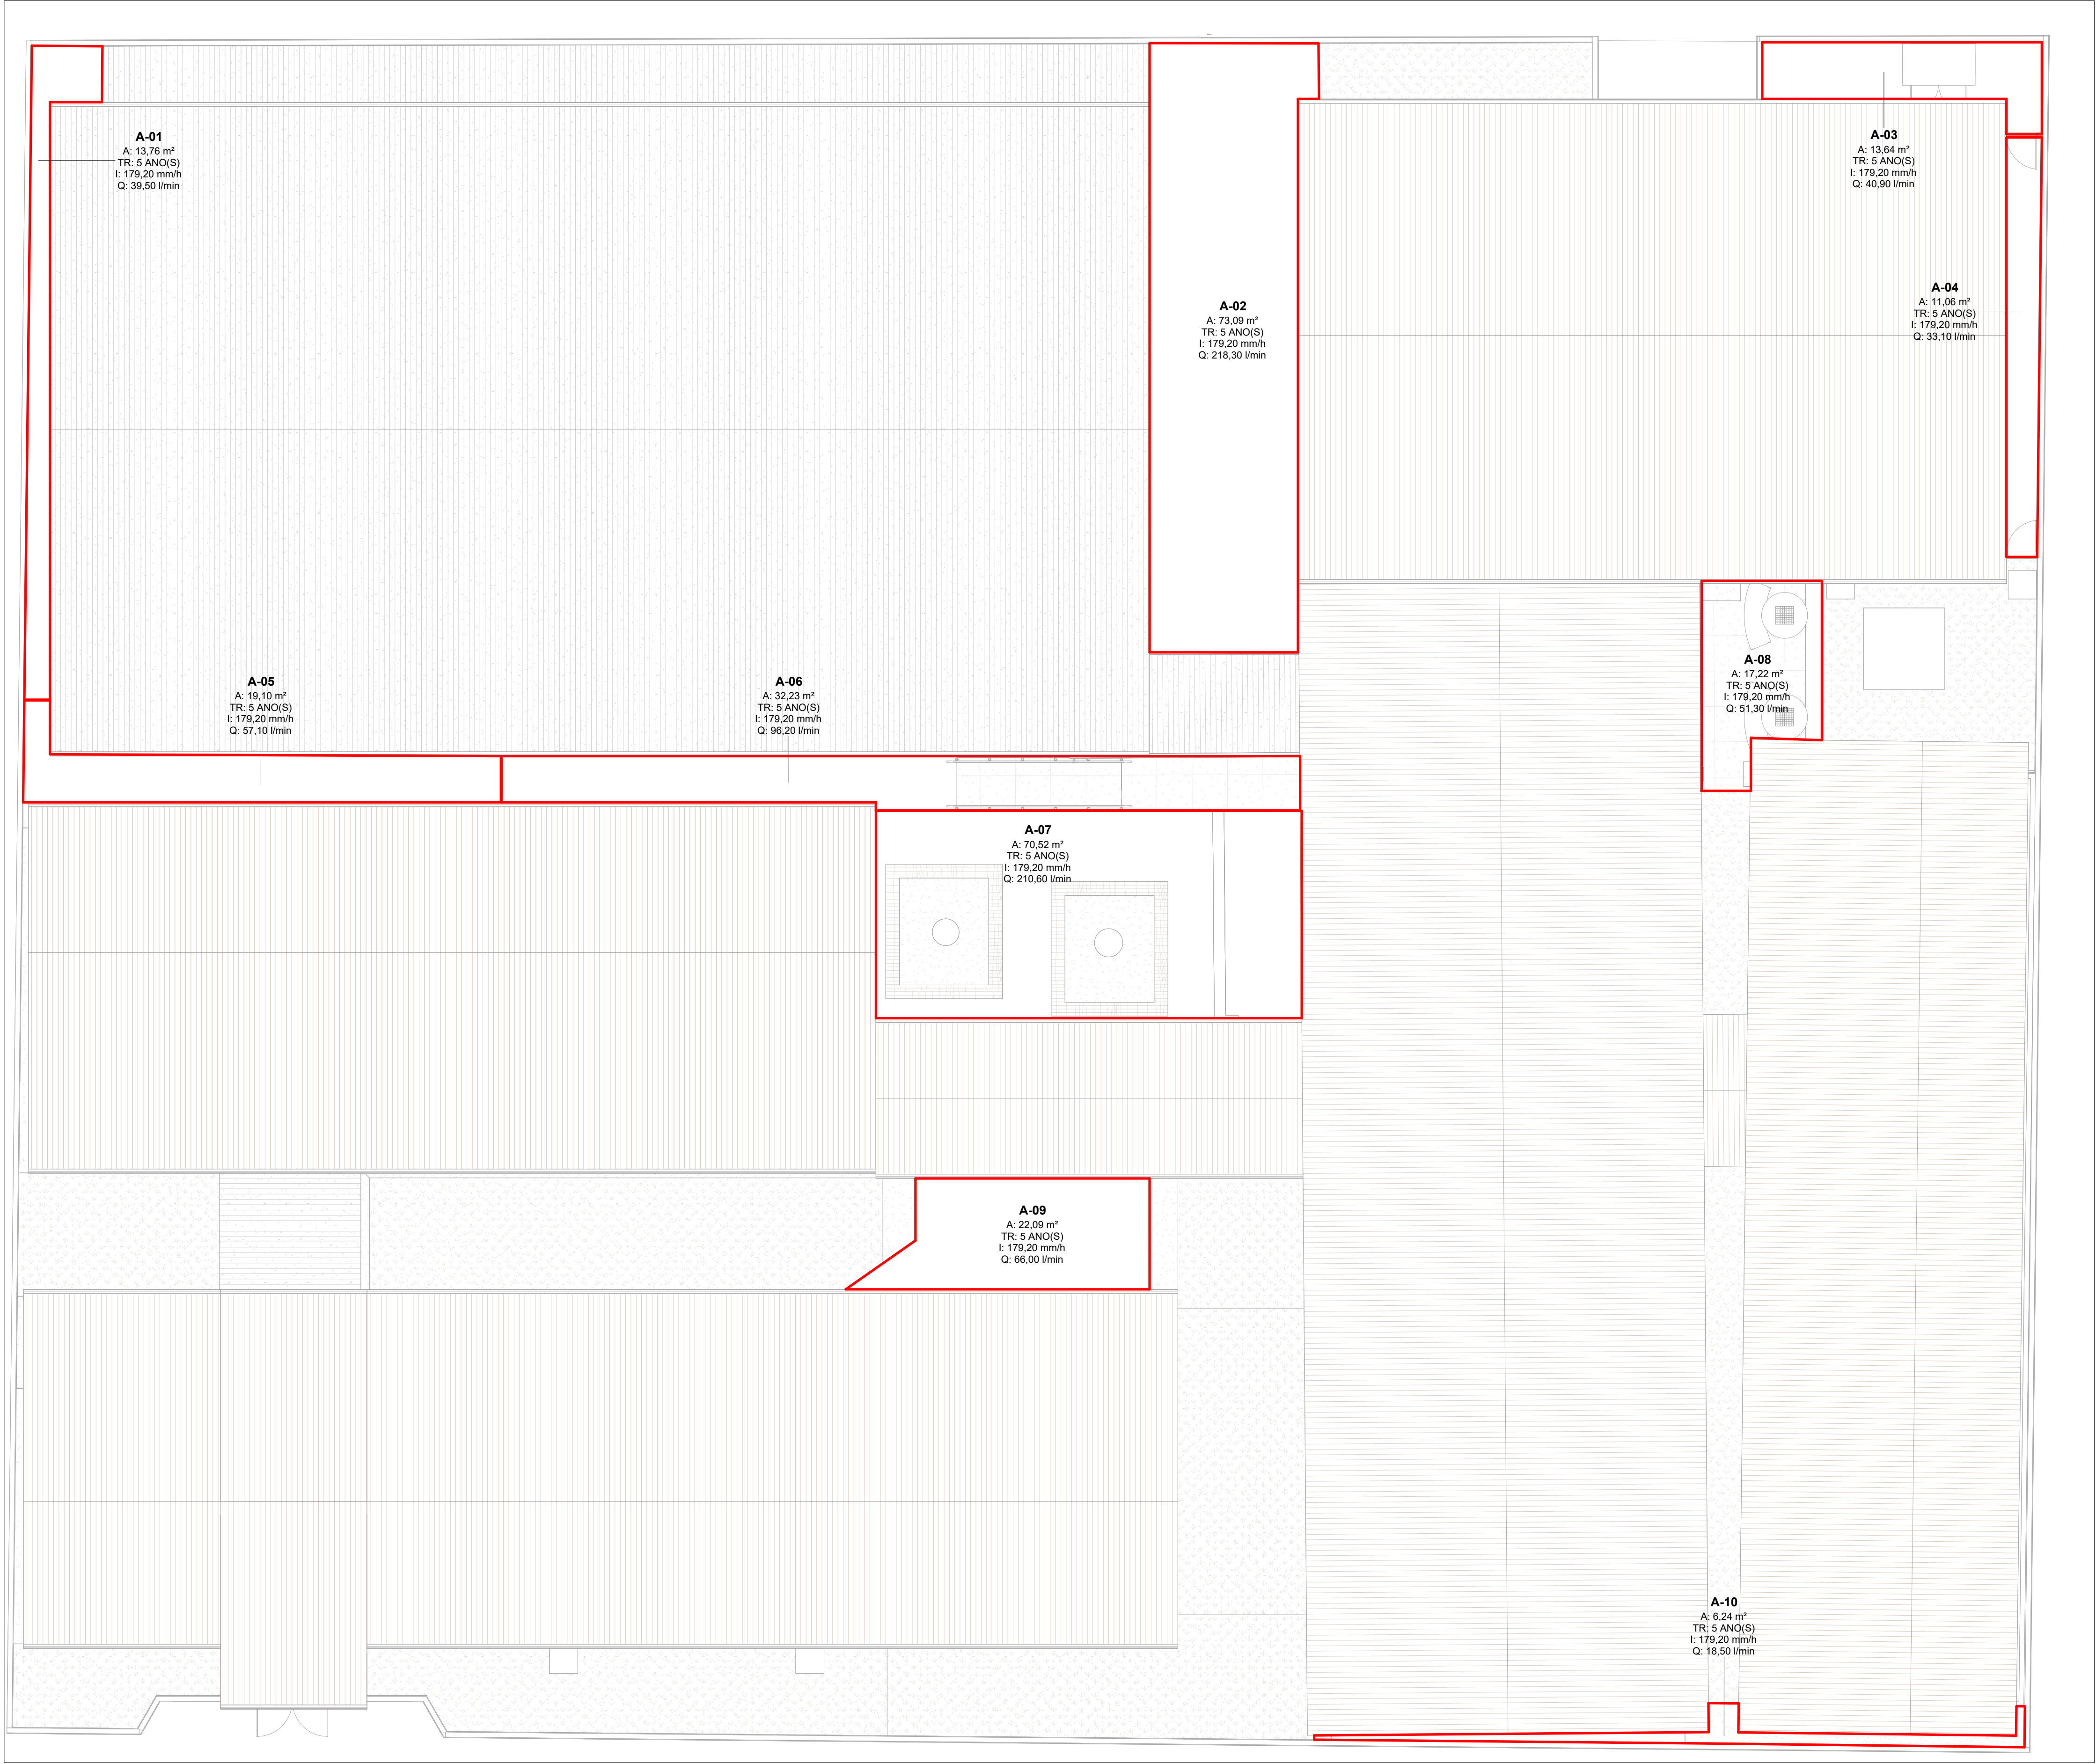 A-01
A: 13,76 m²
TR: 5 ANO(S)
I: 179,20 mm/h
Q: 39,50 l/min
A-03
A: 13,64 m²
TR: 5 ANO(S)
I: 179,20 mm/h
Q: 40,90 l/min
A-02
A: 73,09 m²
TR: 5 ANO(S)
I: 179,20 mm/h
Q: 218,30 l/min
A-04
A: 11,06 m²
TR: 5 ANO(S)
I: 179,20 mm/h
Q: 33,10 l/min
A-05
A: 19,10 m²
TR: 5 ANO(S)
I: 179,20 mm/h
Q: 57,10 l/min
A-06
A: 32,23 m²
TR: 5 ANO(S)
I: 179,20 mm/h
Q: 96,20 l/min
A-08
A: 17,22 m²
TR: 5 ANO(S)
I: 179,20 mm/h
Q: 51,30 l/min
A-07
A: 70,52 m²
TR: 5 ANO(S)
I: 179,20 mm/h
Q: 210,60 l/min
A-09
A: 22,09 m²
TR: 5 ANO(S)
I: 179,20 mm/h
Q: 66,00 l/min
A-10
A: 6,24 m²
TR: 5 ANO(S)
I: 179,20 mm/h
Q: 18,50 l/min